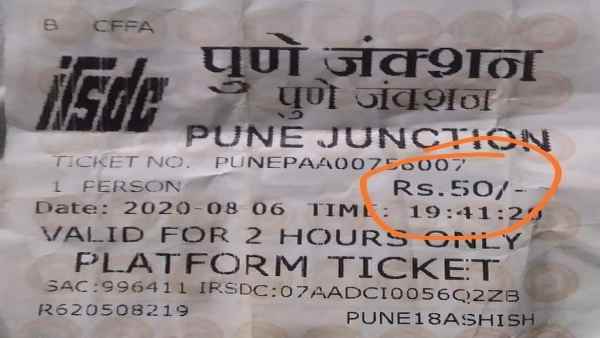 B CFFA
irsdc
पुणे जंक्शन
पुणे जंक्शन
PUNE JUNCTION
TICKET NO. PUNEPAA00758007
1 PERSON Rs.50/-
Date: 2020-08-06 TIME: 19:41:20
VALID FOR 2 HOURS ONLY
PLATFORM TICKET
SAC:996411 IRSDC:07AADCI0056Q2ZB
R620508219 PUNE18ASHISH